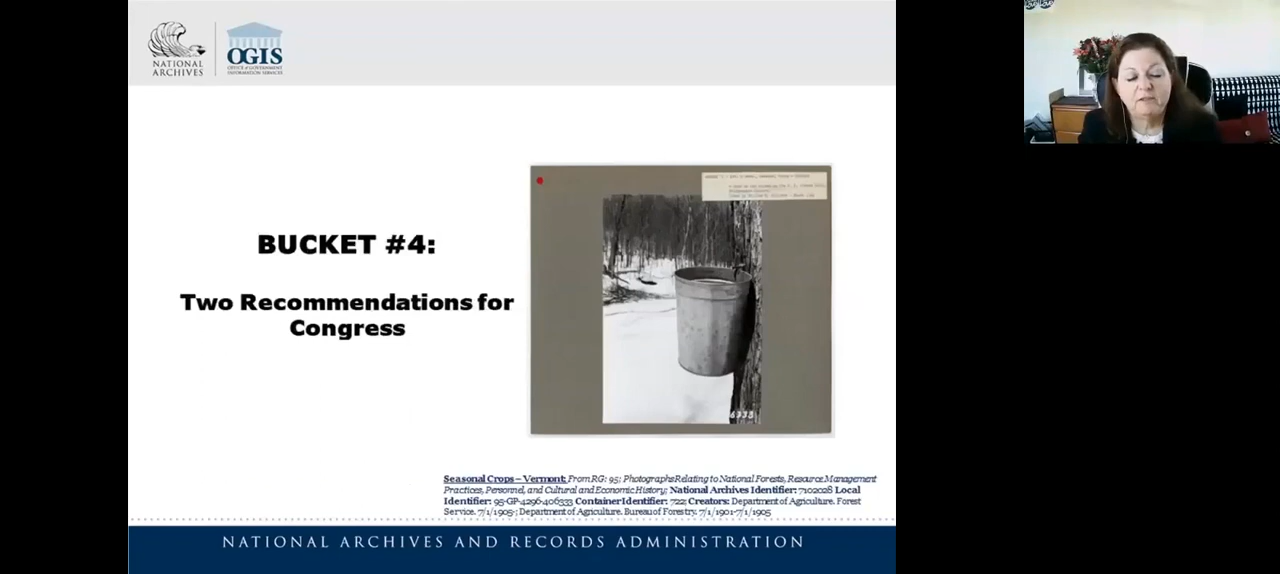 NATIONAL
ARCHIVES
OGIS
OFFICE of GOVERNMENT
INFORMATION SERVICES
BUCKET #4:
Two Recommendations for
Congress
6333
Seasonal Crops – Vermont; From RG: 95: Photographs Relating to National Forests, Resource Management
Practices, Personnel, and Cultural and Economic History; National Archives Identifier: 7102028 Local
Identifier: 95-GP-4296-406333 Container Identifier: 722; Creators: Department of Agriculture. Forest
Service. 7/1/1905-; Department of Agriculture. Bureau of Forestry. 7/1/1901-7/1/1905
NATIONAL ARCHIVES AND RECORDS ADMINISTRATION